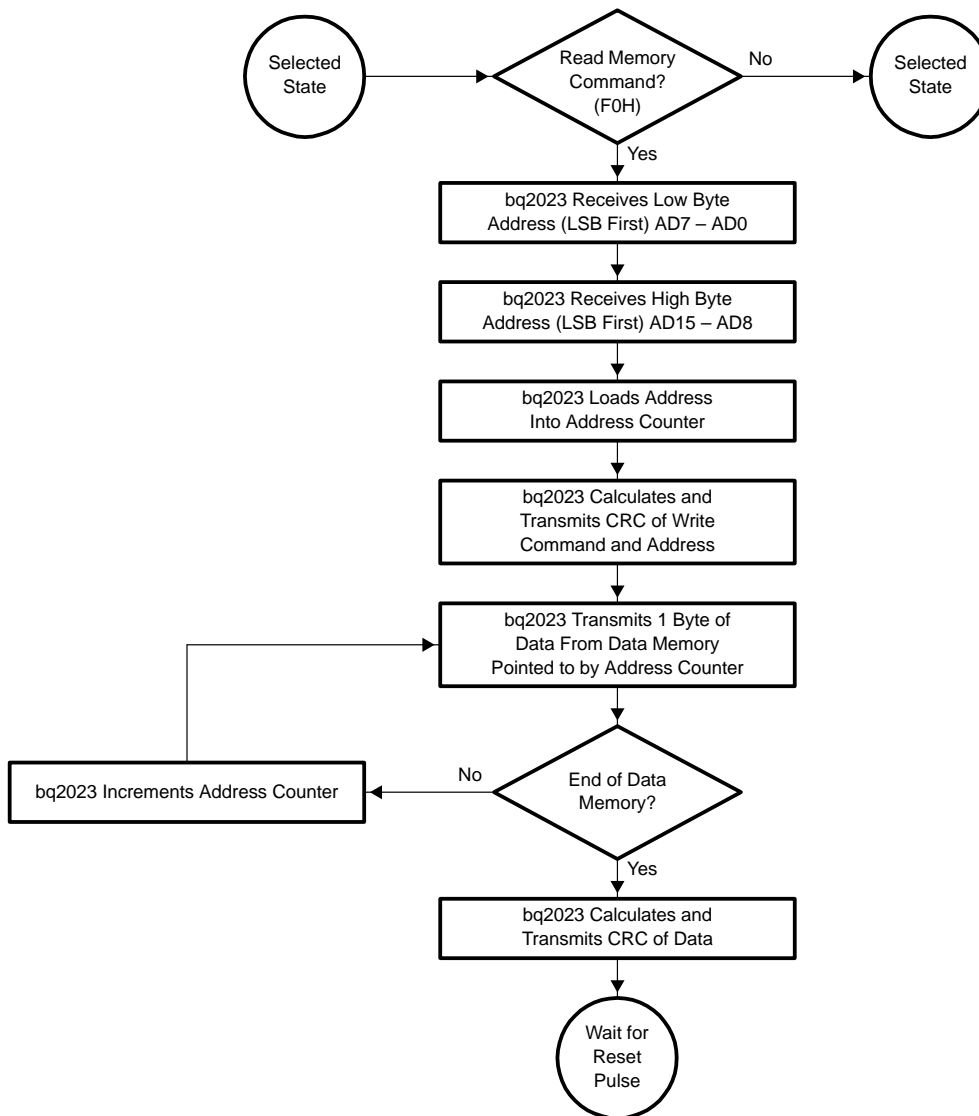 Selected
State
Read Memory
Command?
(F0H)
No
Selected
State
Yes
bq2023 Receives Low Byte
Address (LSB First) AD7 – AD0
bq2023 Receives High Byte
Address (LSB First) AD15 – AD8
bq2023 Loads Address
Into Address Counter
bq2023 Calculates and
Transmits CRC of Write
Command and Address
bq2023 Transmits 1 Byte of
Data From Data Memory
Pointed to by Address Counter
bq2023 Increments Address Counter
No
End of Data
Memory?
Yes
bq2023 Calculates and
Transmits CRC of Data
Wait for
Reset
Pulse